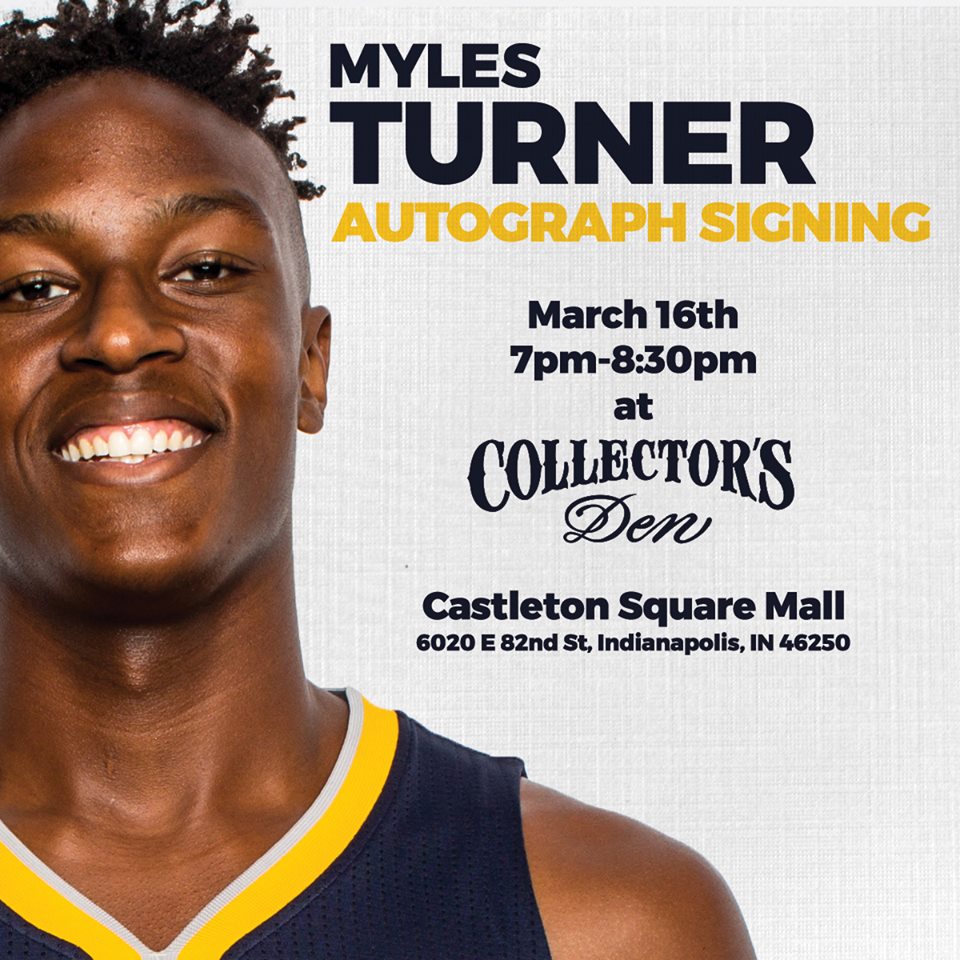 MYLES
TURNER
AUTOGRAPH SIGNING
March 16th
7pm-8:30pm
at
COLLECTOR'S
Den
Castleton Square Mall
6020 E 82nd St, Indianapolis, IN 46250